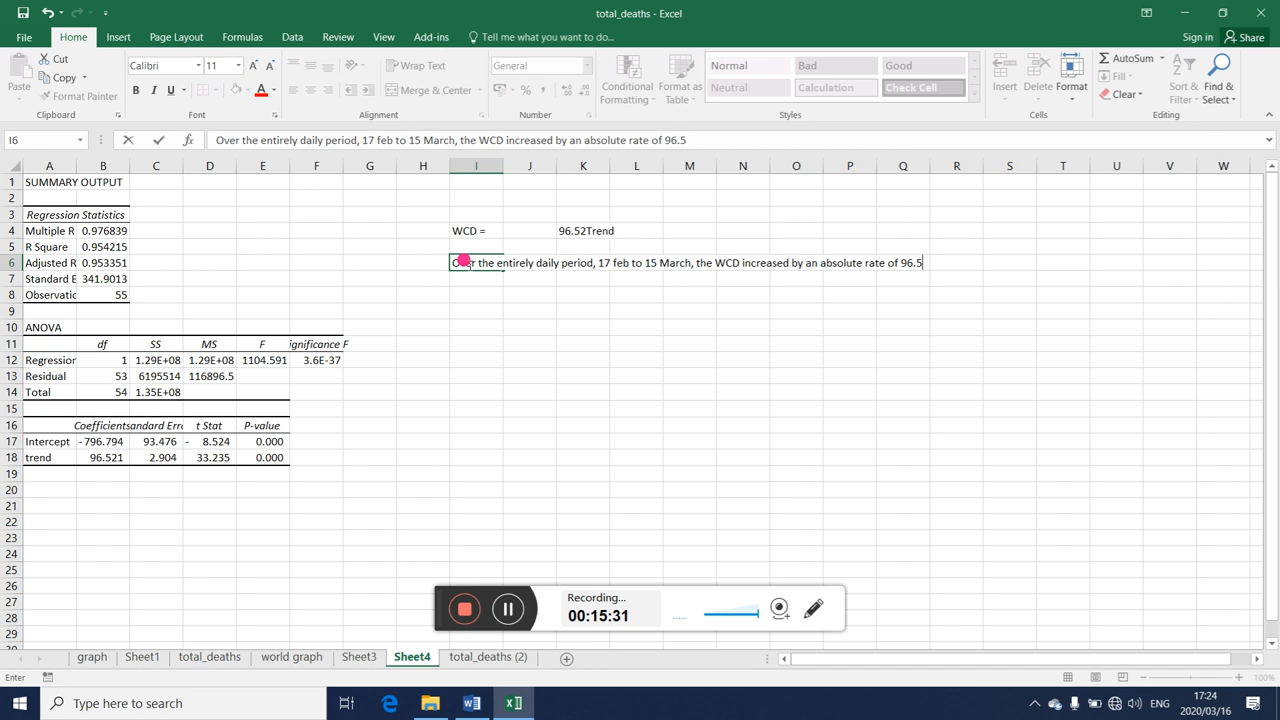 total_deaths - Excel
File Home Insert Page Layout Formulas Data Review View Add-ins Tell me what you want to do... Sign in Share
Cut
Copy
Format Painter
Paste
Clipboard
Calibri 11
B I U
Font
Wrap Text
Merge & Center
Alignment
General
Number
Conditional Formatting
Format as Table
Normal Bad Good
Neutral Calculation Check Cell
Styles
Insert Delete Format
Cells
AutoSum
Fill
Clear
Sort & Filter
Find & Select
Editing
I6 fx Over the entirely daily period, 17 feb to 15 March, the WCD increased by an absolute rate of 96.5
A B C D E F G H I J K L M N O P Q R S T U V W
1 SUMMARY OUTPUT
2
3 Regression Statistics
4 Multiple R 0.976839 WCD = 96.52Trend
5 R Square 0.954215
6 Adjusted R 0.953351 Over the entirely daily period, 17 feb to 15 March, the WCD increased by an absolute rate of 96.5
7 Standard E 341.9013
8 Observatic 55
9
10 ANOVA
11 df SS MS F ignificance F
12 Regression 1 1.29E+08 1.29E+08 1104.591 3.6E-37
13 Residual 53 6195514 116896.5
14 Total 54 1.35E+08
15
16 Coefficients andard Err t Stat P-value
17 Intercept - 796.794 93.476 - 8.524 0.000
18 trend 96.521 2.904 33.235 0.000
19
20
21
22
23
24
25
26
27
28
29
Recording...
00:15:31
graph Sheet1 total_deaths world graph Sheet3 Sheet4 total_deaths (2)
Enter 100%
Type here to search
ENG
17:24
2020/03/16